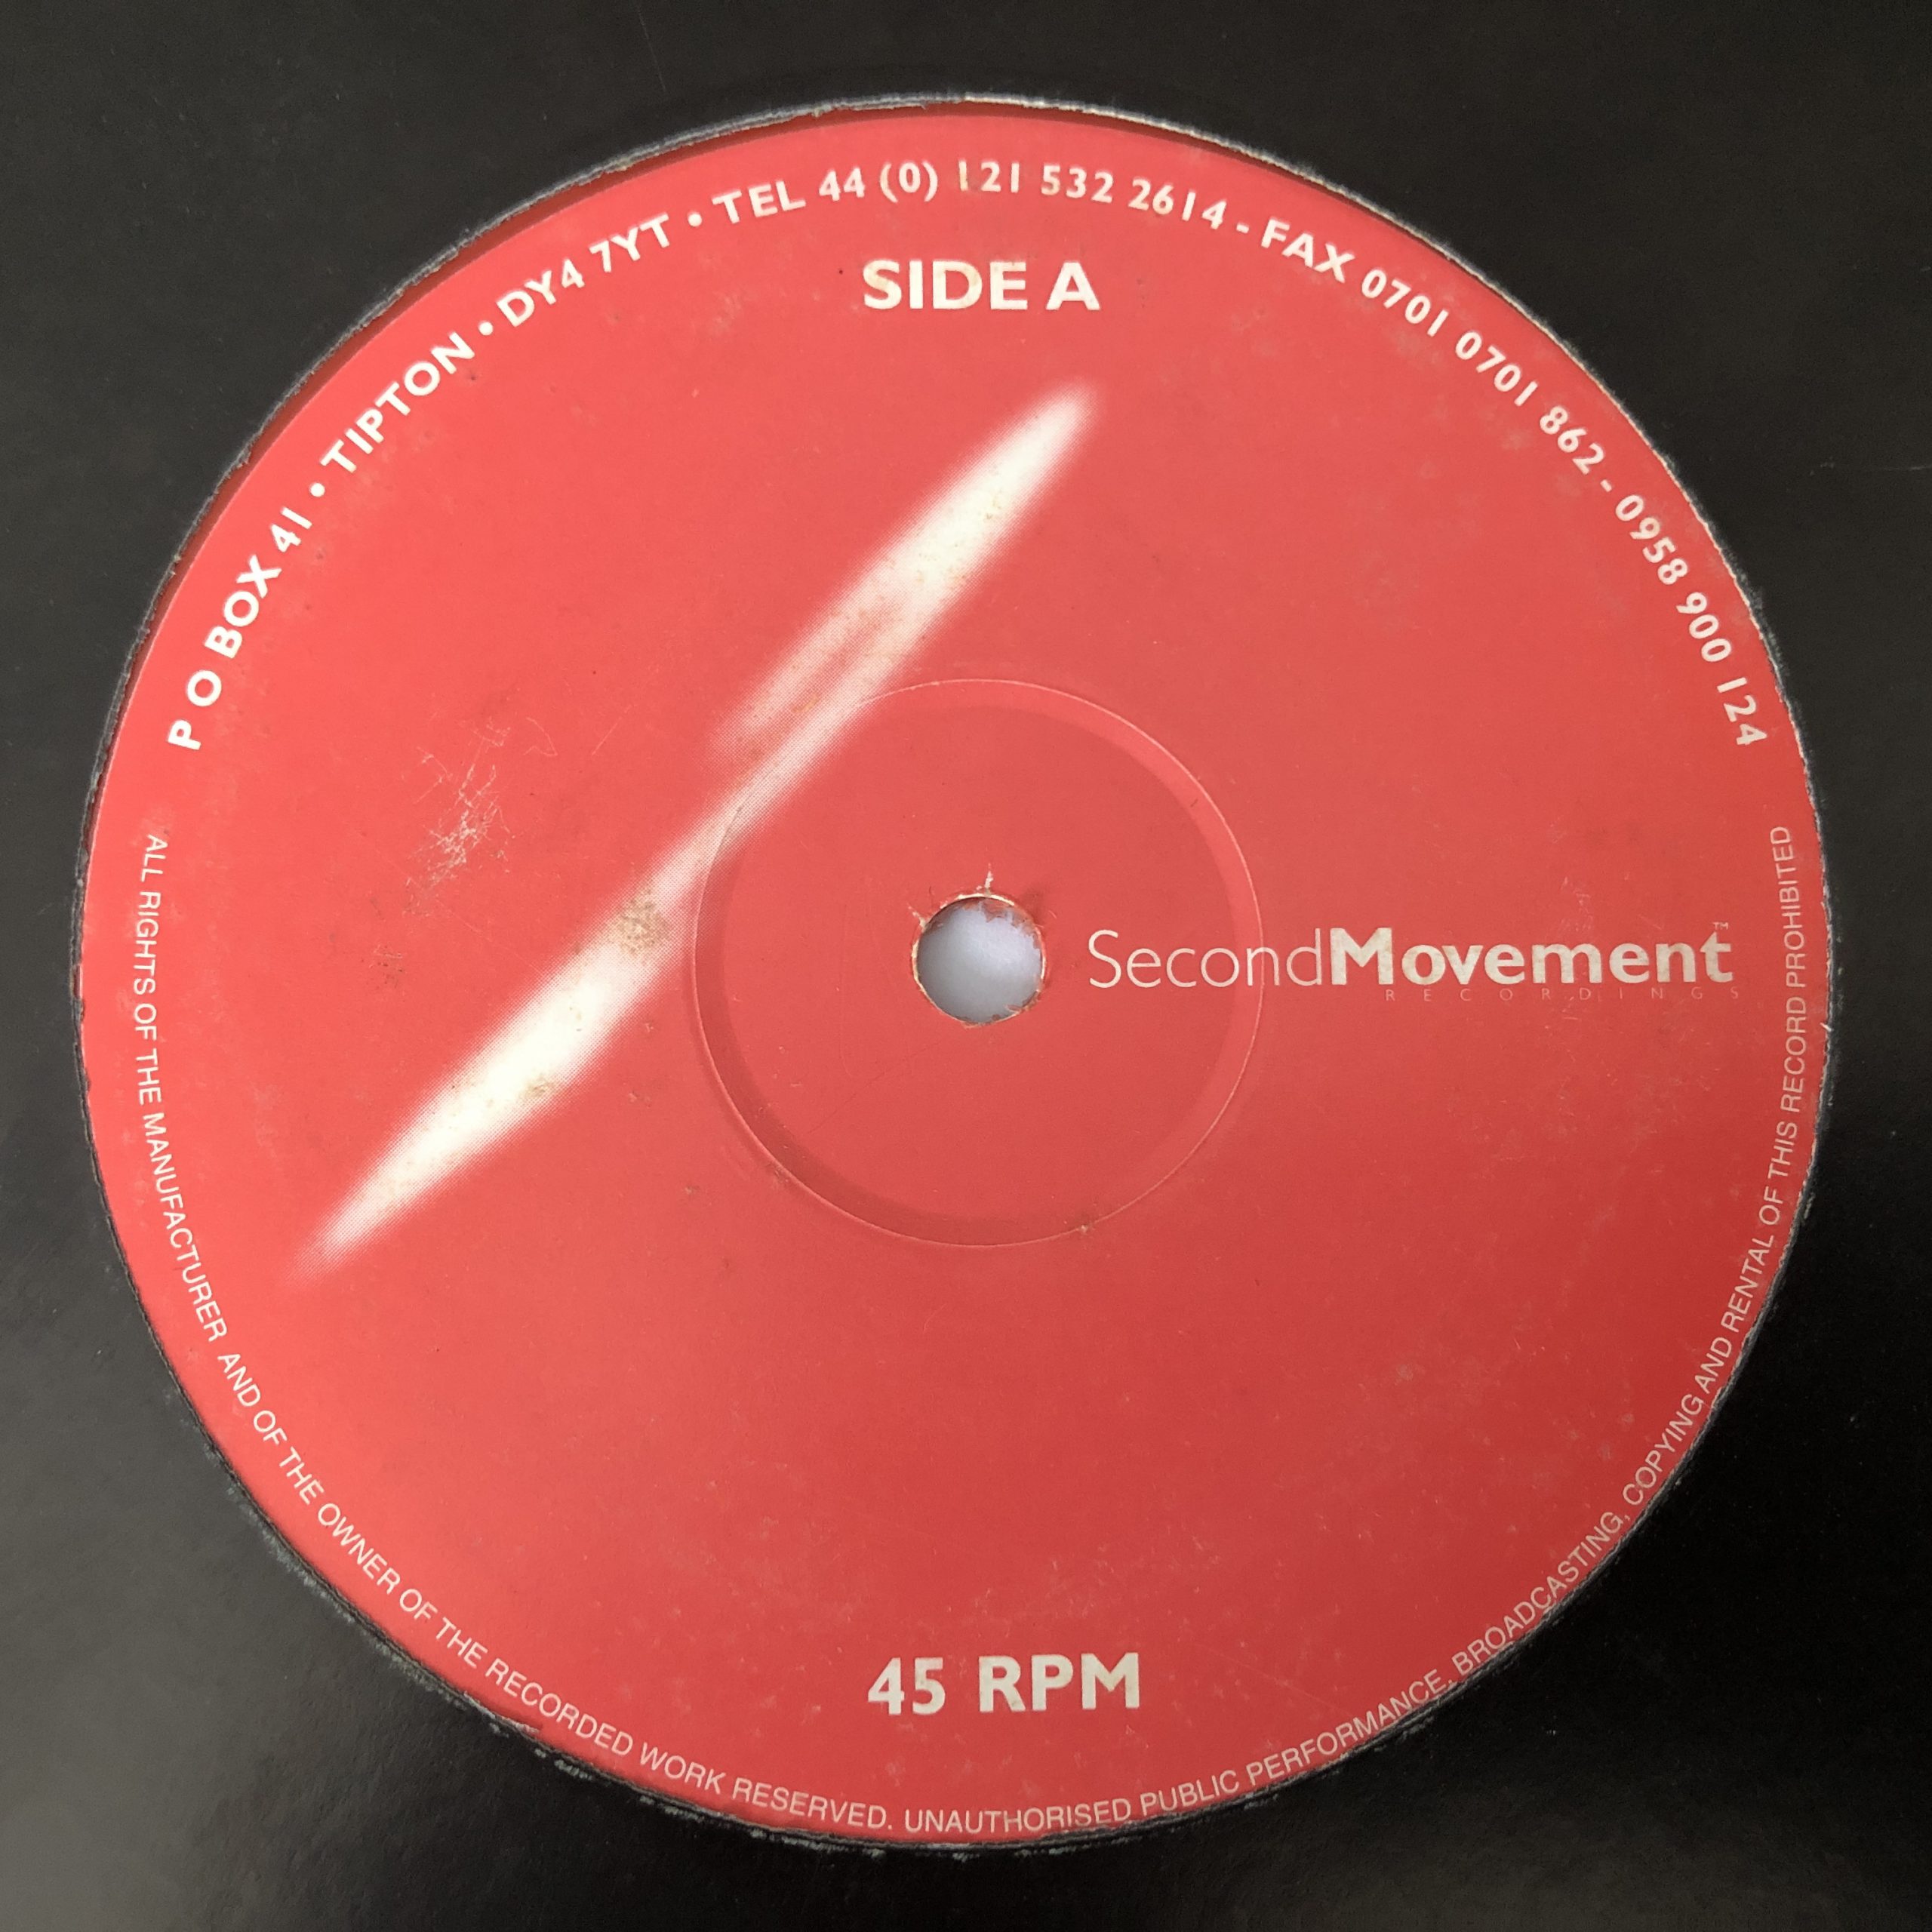 P O BOX 41 • TIPTON • DY4 7YT • TEL 44 (0) 121 532 2614 - FAX 0701 0701 862 - 0958 900 124
SIDE A
SecondMovement™
RECORDINGS
45 RPM
ALL RIGHTS OF THE MANUFACTURER AND OF THE OWNER OF THE RECORDED WORK RESERVED. UNAUTHORISED PUBLIC PERFORMANCE, BROADCASTING, COPYING AND RENTAL OF THIS RECORD PROHIBITED